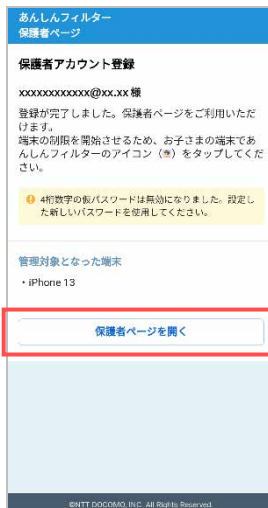 あんしんフィルター
保護者ページ
保護者アカウント登録
xxxxxxxxxxxx@xx.xx 様
登録が完了しました。保護者ページをご利用いただ
けます。
端末の制限を開始させるため、お子さまの端末であ
んしんフィルターのアイコン（）をタップしてくだ
さい。
4桁数字の仮パスワードは無効になりました。設定し
た新しいパスワードを使用してください。
管理対象となった端末
・iPhone 13
保護者ページを開く
©NTT DOCOMO, INC. All Rights Reserved.